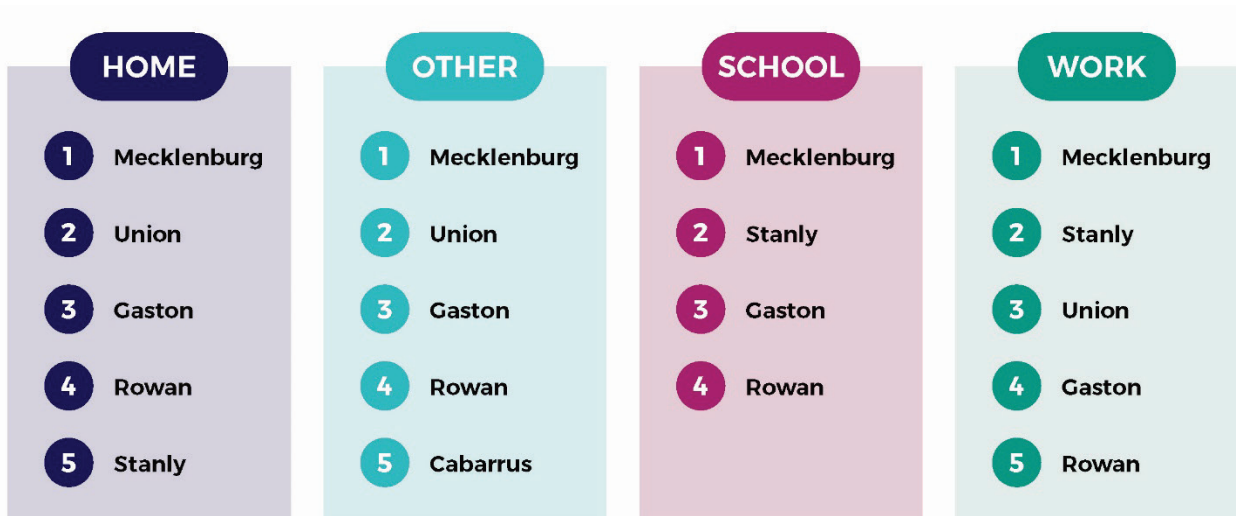 HOME
1 Mecklenburg
2 Union
3 Gaston
4 Rowan
5 Stanly
OTHER
1 Mecklenburg
2 Union
3 Gaston
4 Rowan
5 Cabarrus
SCHOOL
1 Mecklenburg
2 Stanly
3 Gaston
4 Rowan
WORK
1 Mecklenburg
2 Stanly
3 Union
4 Gaston
5 Rowan